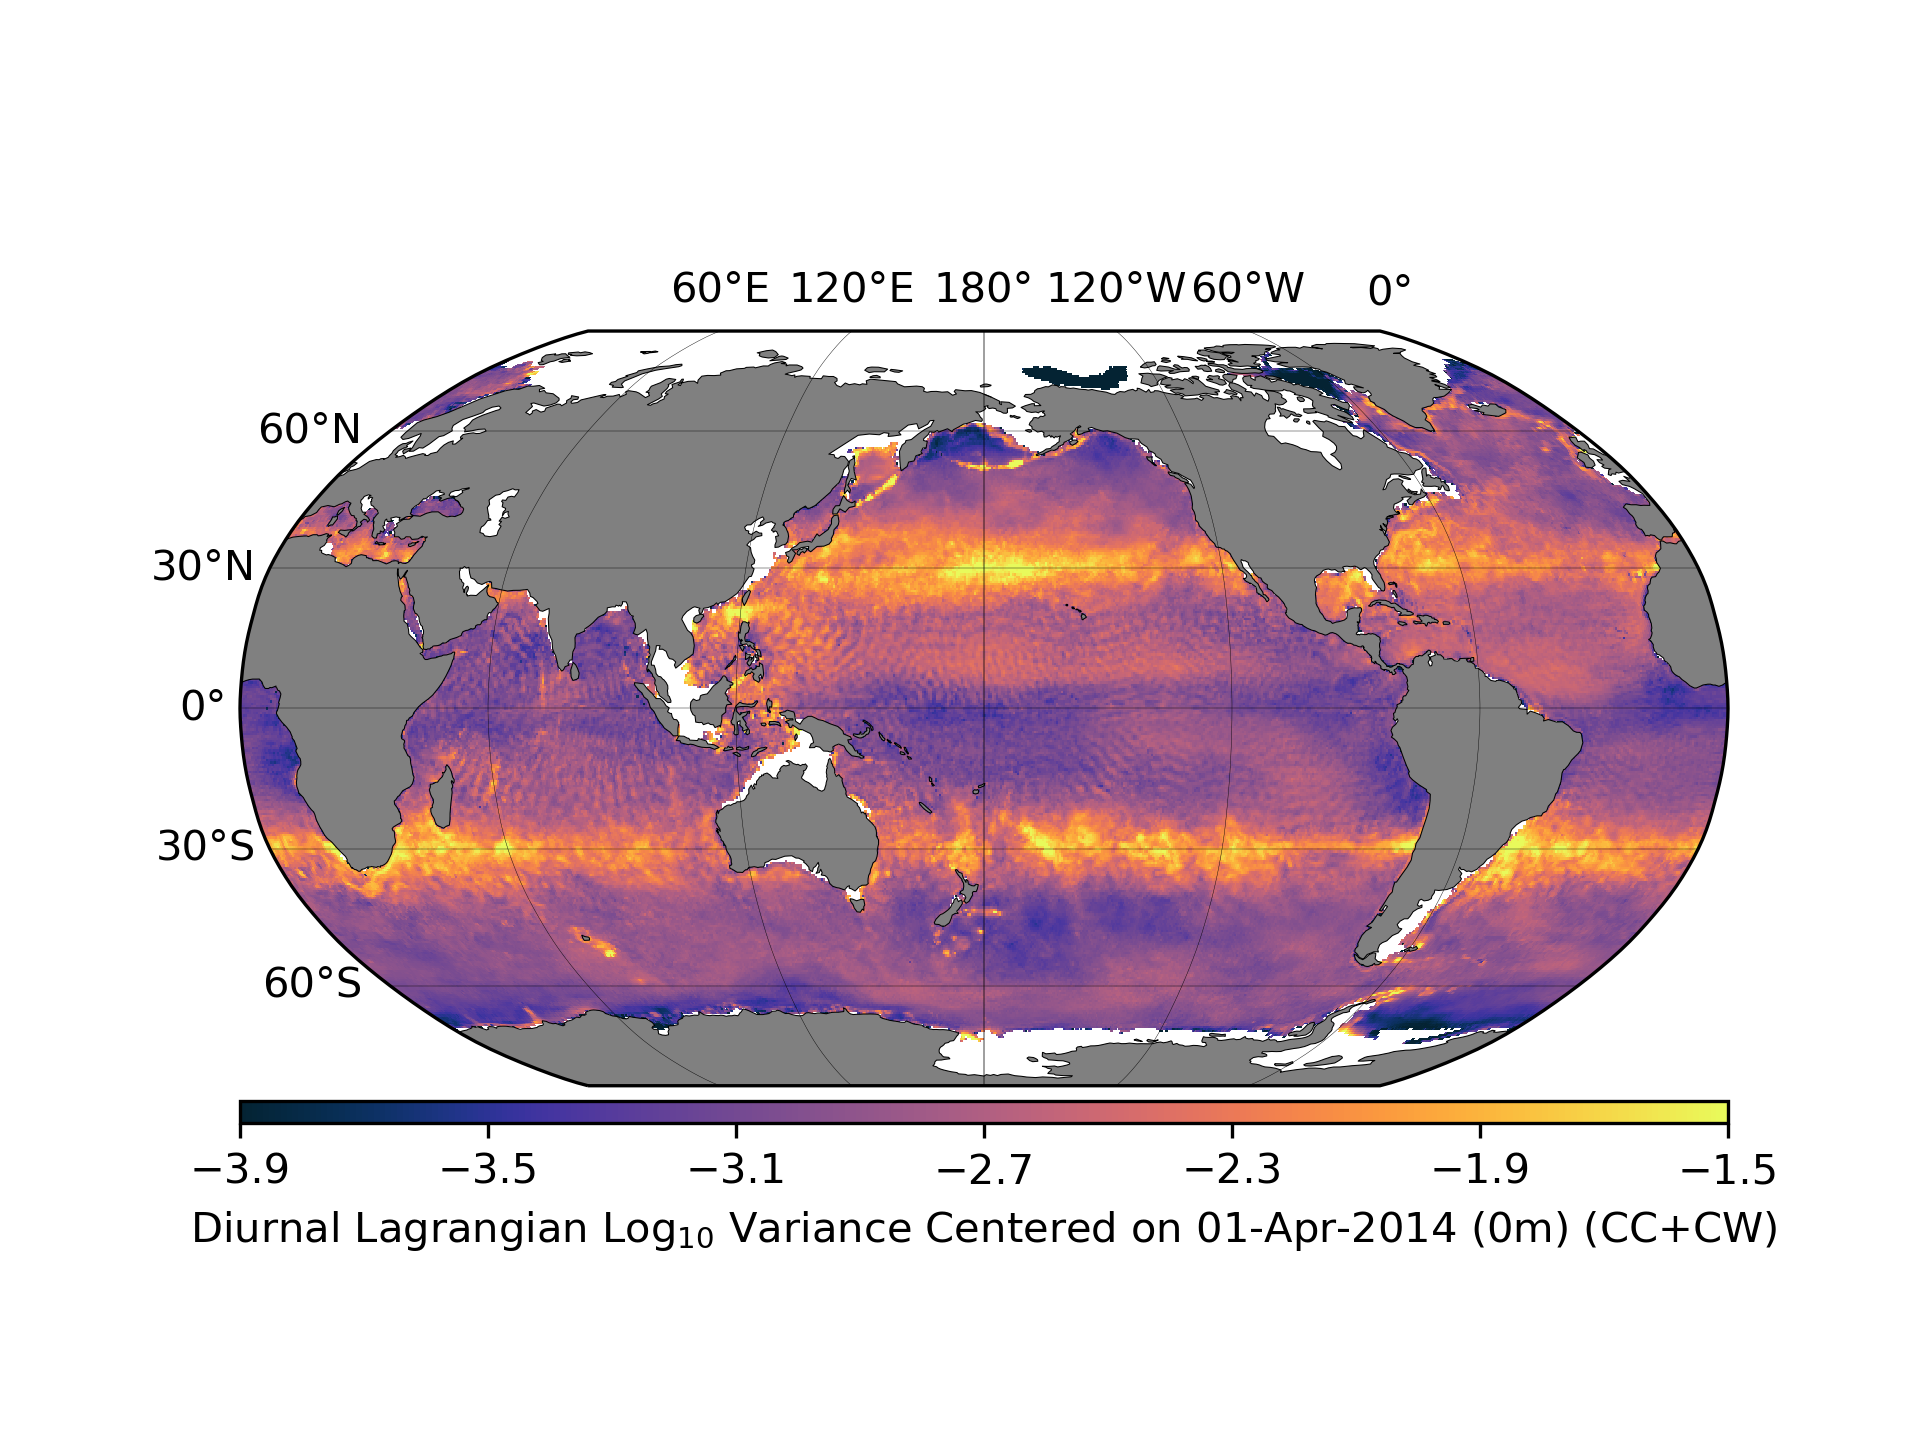 60°E 120°E 180° 120°W 60°W 0°
60°N
30°N
0°
30°S
60°S
−3.9 −3.5 −3.1 −2.7 −2.3 −1.9 −1.5
Diurnal Lagrangian Log₁₀ Variance Centered on 01-Apr-2014 (0m) (CC+CW)